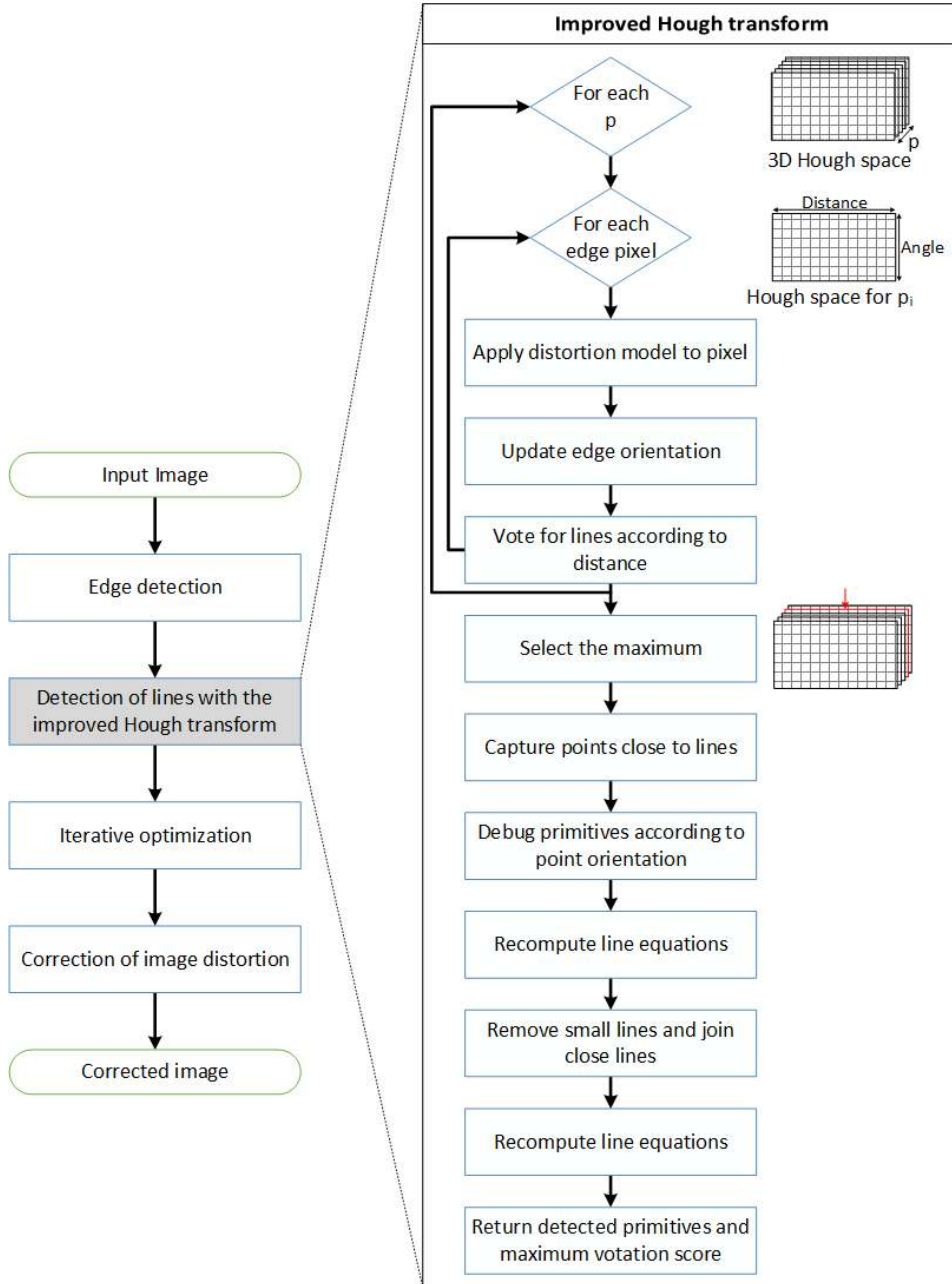 Input Image
Edge detection
Detection of lines with the
improved Hough transform
Iterative optimization
Correction of image distortion
Corrected image
Improved Hough transform
For each
p
p
3D Hough space
For each
edge pixel
Distance
Angle
Hough space for pᵢ
Apply distortion model to pixel
Update edge orientation
Vote for lines according to
distance
Select the maximum
Capture points close to lines
Debug primitives according to
point orientation
Recompute line equations
Remove small lines and join
close lines
Recompute line equations
Return detected primitives and
maximum votation score